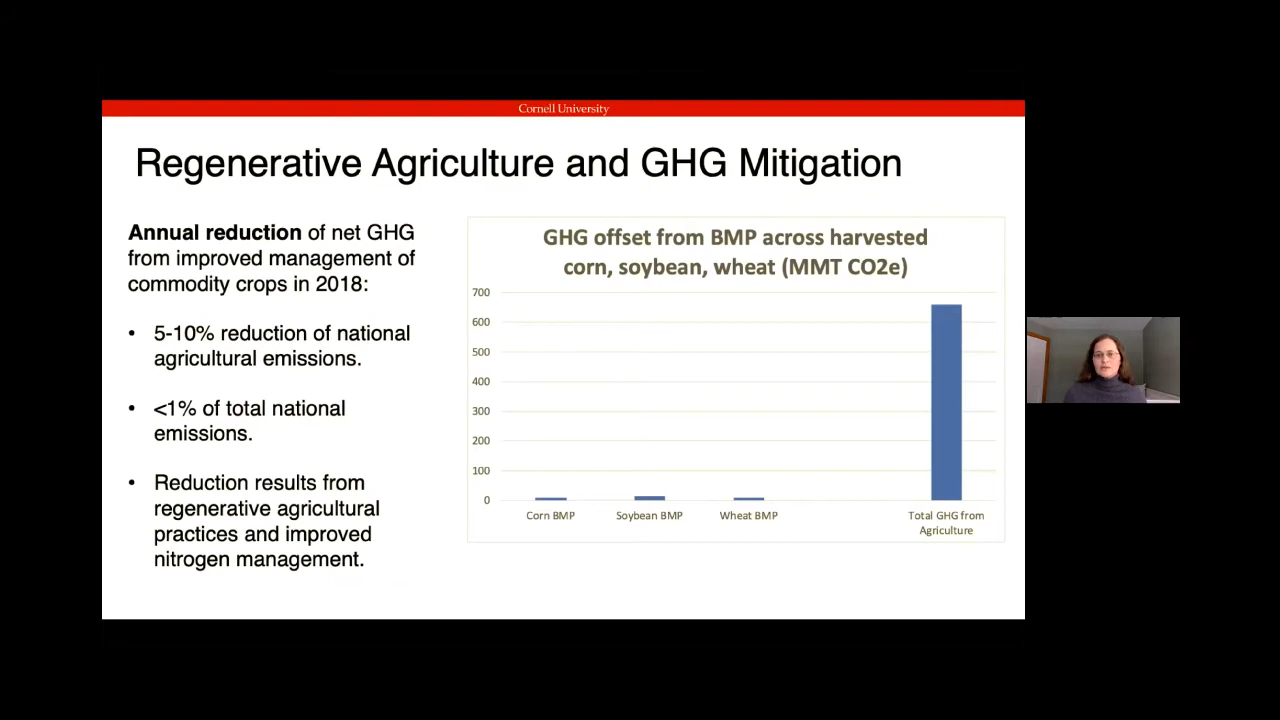 Cornell University
Regenerative Agriculture and GHG Mitigation
Annual reduction of net GHG
from improved management of
commodity crops in 2018:
• 5-10% reduction of national
agricultural emissions.
• <1% of total national
emissions.
• Reduction results from
regenerative agricultural
practices and improved
nitrogen management.
GHG offset from BMP across harvested
corn, soybean, wheat (MMT CO2e)
700
600
500
400
300
200
100
0
Corn BMP
Soybean BMP
Wheat BMP
Total GHG from
Agriculture